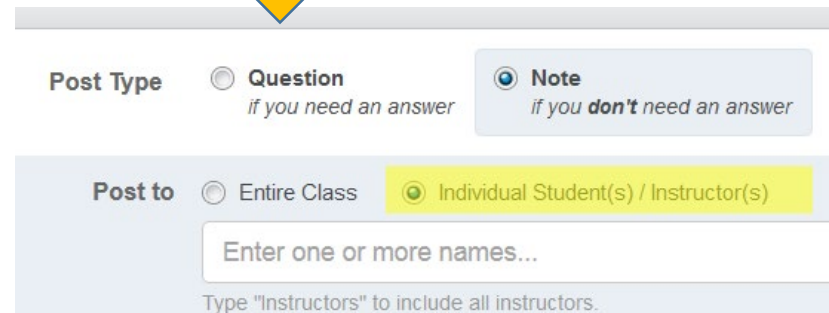 Post Type Question Note
if you need an answer if you don't need an answer
Post to Entire Class Individual Student(s) / Instructor(s)
Enter one or more names...
Type "Instructors" to include all instructors.